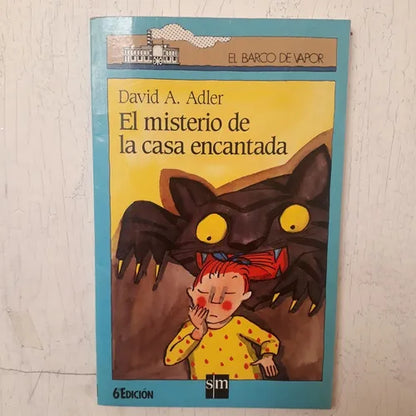 EL BARCO DE VAPOR
David A. Adler
El misterio de
la casa encantada
6ª EDICIÓN
sm